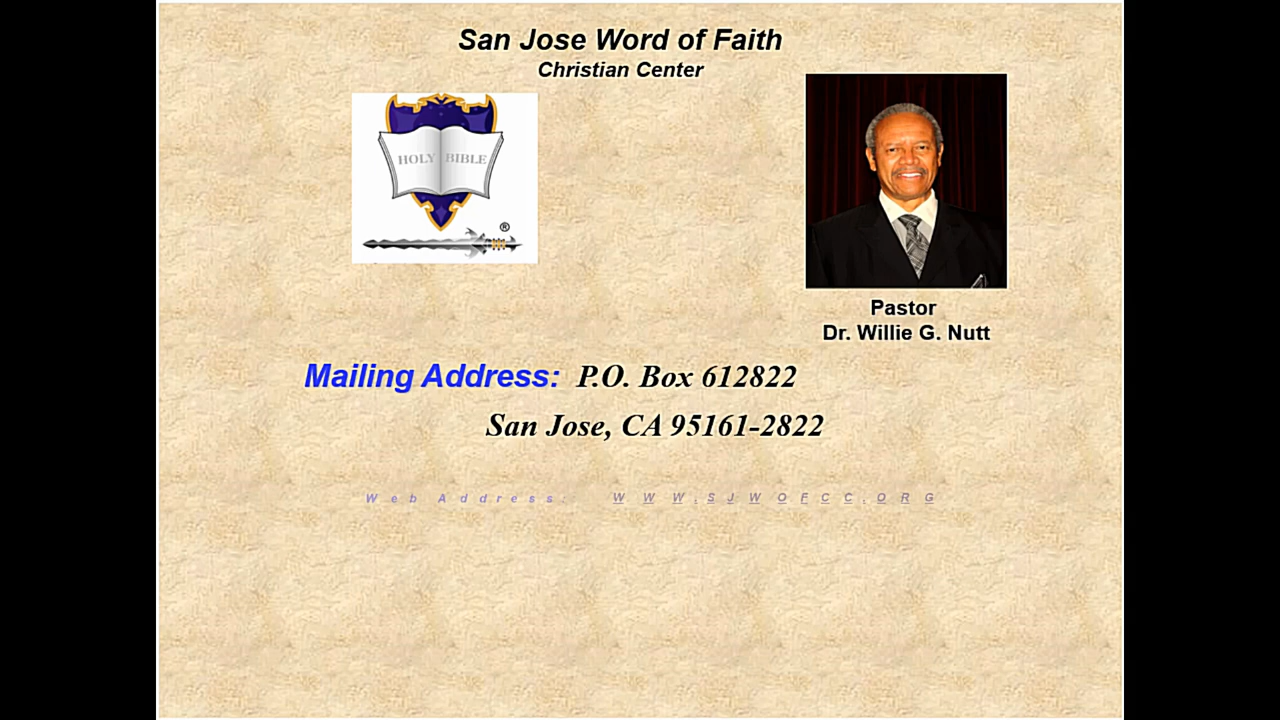 San Jose Word of Faith
Christian Center
HOLY BIBLE
®
Pastor
Dr. Willie G. Nutt
Mailing Address: P.O. Box 612822
San Jose, CA 95161-2822
Web Address: WWW.SJWOFCC.ORG